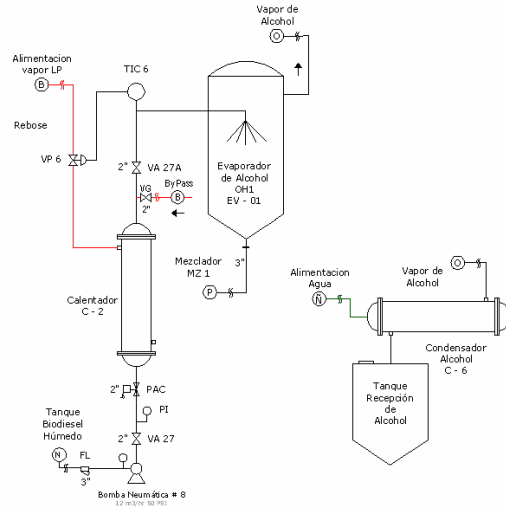 Vapor de
Alcohol
O
Alimentacion
vapor LP
B
TIC 6
Rebose
VP 6
2"
VA 27A
VG
By Pass
B
2"
Evaporador
de Alcohol
OH1
EV - 01
3"
Mezclador
MZ 1
P
Calentador
C - 2
Alimentacion
Agua
Ñ
Vapor de
Alcohol
O
Condensador
Alcohol
C - 6
Tanque
Recepción
de
Alcohol
2"
PAC
PI
Tanque
Biodiesel
Húmedo
2"
VA 27
N
FL
3"
Bomba Neumática # 8
12 m3/hr 50 PSI